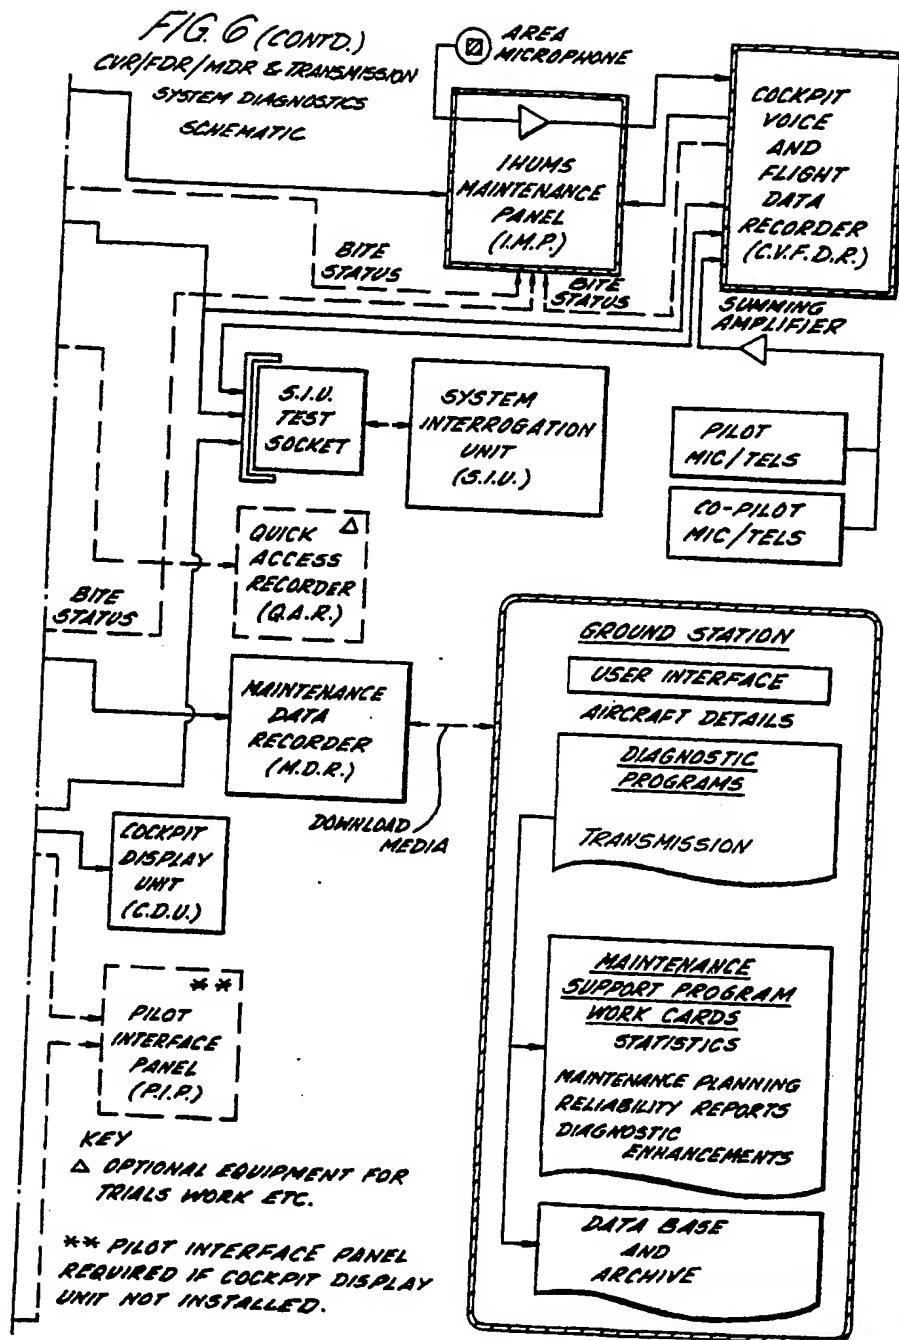 FIG. 6 (CONTD.)
CVR/FDR/MDR & TRANSMISSION
SYSTEM DIAGNOSTICS
SCHEMATIC
AREA
MICROPHONE
IHUMS
MAINTENANCE
PANEL
(I.M.P.)
COCKPIT
VOICE
AND
FLIGHT
DATA
RECORDER
(C.V.F.D.R.)
BITE
STATUS
BITE
STATUS
SUMMING
AMPLIFIER
S.I.U.
TEST
SOCKET
SYSTEM
INTERROGATION
UNIT
(S.I.U.)
PILOT
MIC/TELS
CO-PILOT
MIC/TELS
QUICK Δ
ACCESS
RECORDER
(Q.A.R.)
BITE
STATUS
MAINTENANCE
DATA
RECORDER
(M.D.R.)
DOWNLOAD
MEDIA
GROUND STATION
USER INTERFACE
AIRCRAFT DETAILS
DIAGNOSTIC
PROGRAMS
TRANSMISSION
COCKPIT
DISPLAY
UNIT
(C.D.U.)
MAINTENANCE
SUPPORT PROGRAM
WORK CARDS
STATISTICS
MAINTENANCE PLANNING
RELIABILITY REPORTS
DIAGNOSTIC
ENHANCEMENTS
**
PILOT
INTERFACE
PANEL
(P.I.P.)
DATA BASE
AND
ARCHIVE
KEY
Δ OPTIONAL EQUIPMENT FOR
TRIALS WORK ETC.
** PILOT INTERFACE PANEL
REQUIRED IF COCKPIT DISPLAY
UNIT NOT INSTALLED.